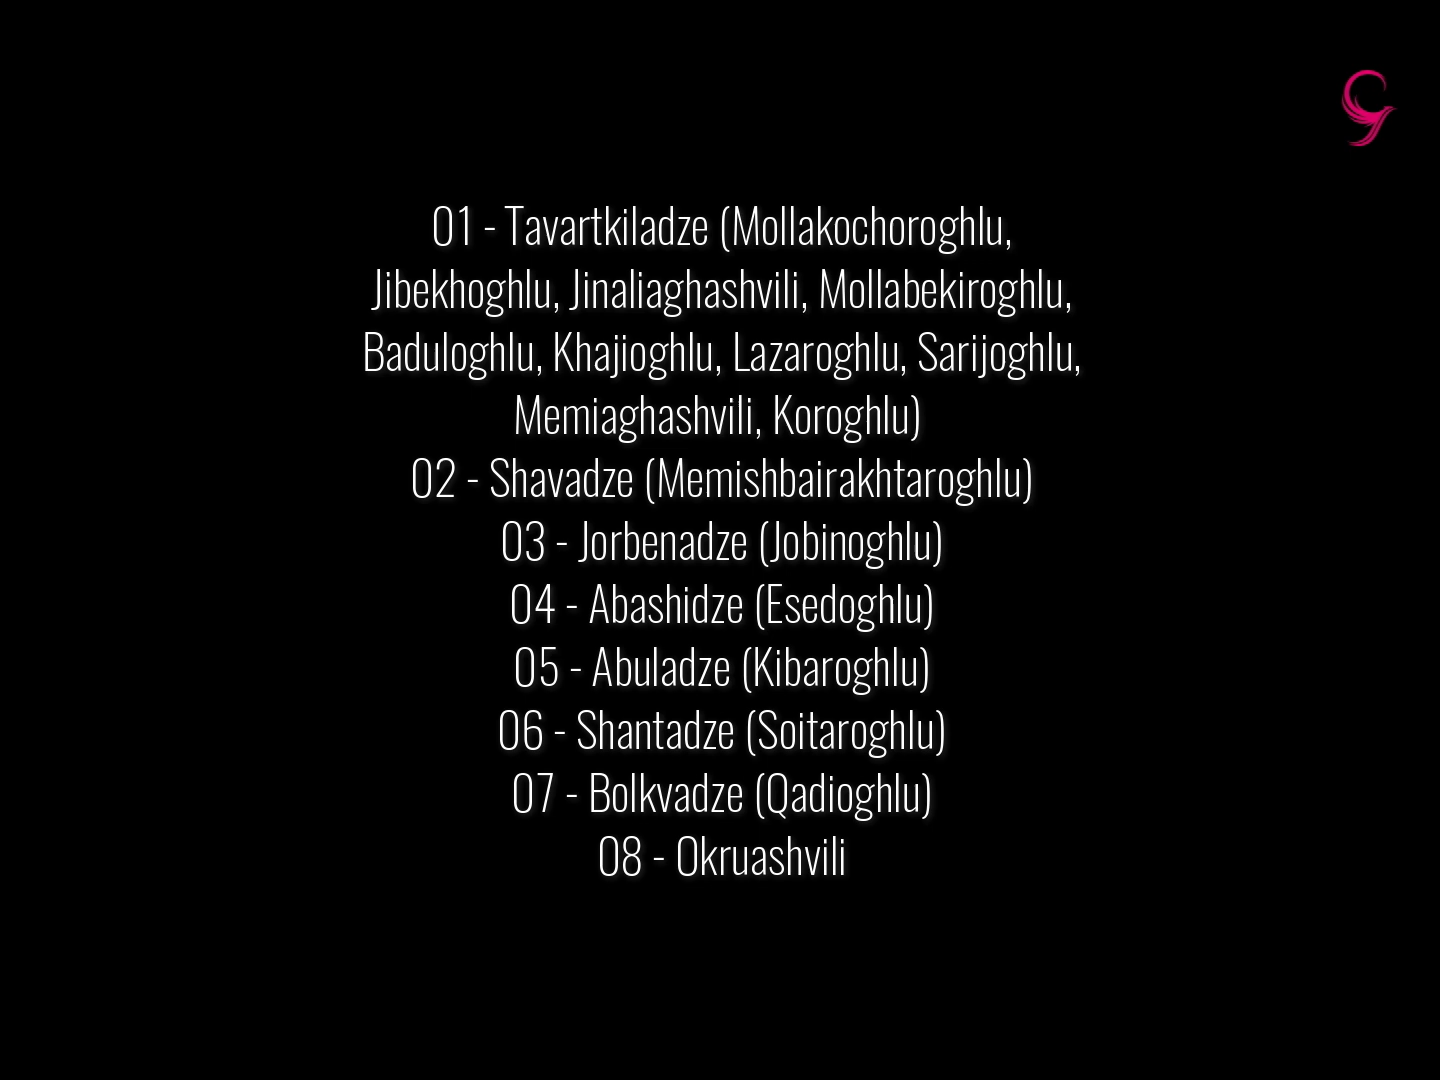 01 - Tavartkiladze (Mollakochoroghlu,
Jibekhoghlu, Jinaliaghashvili, Mollabekiroghlu,
Baduloghlu, Khajioghlu, Lazaroghlu, Sarijoghlu,
Memiaghashvili, Koroghlu)
02 - Shavadze (Memishbairakhtaroghlu)
03 - Jorbenadze (Jobinoghlu)
04 - Abashidze (Esedoghlu)
05 - Abuladze (Kibaroghlu)
06 - Shantadze (Soitaroghlu)
07 - Bolkvadze (Qadioghlu)
08 - Okruashvili